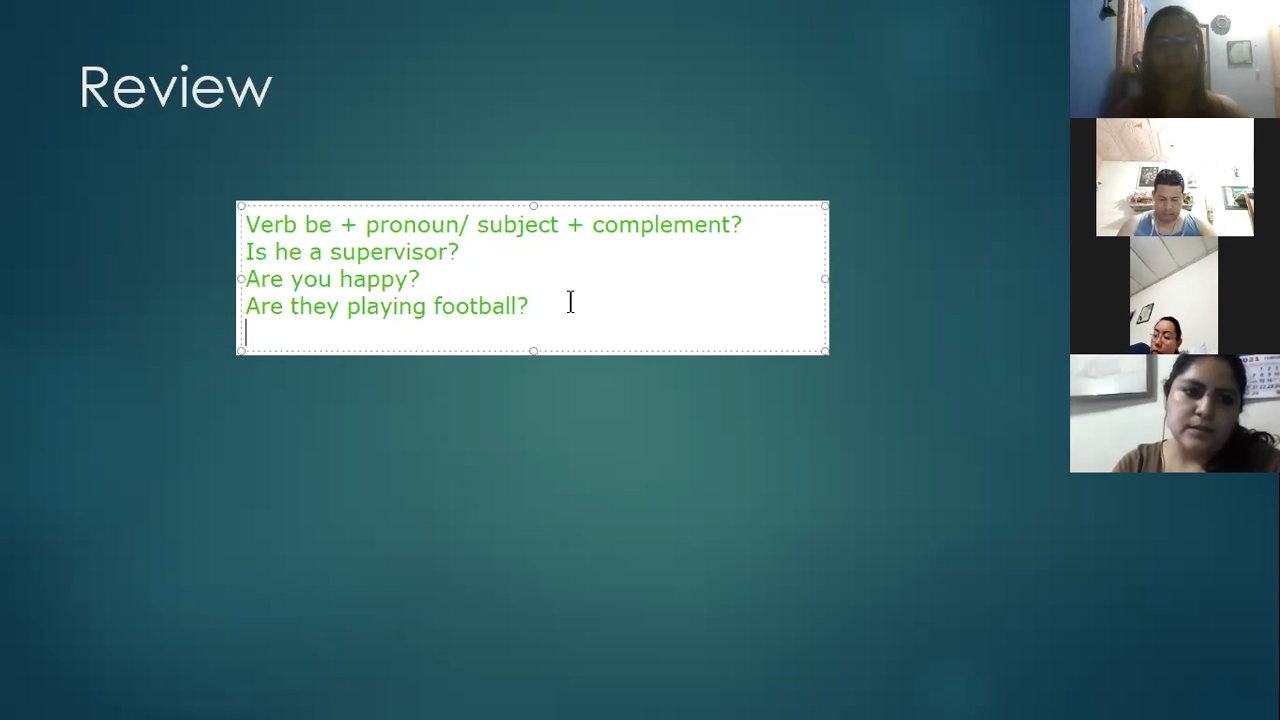 Review
Verb be + pronoun/ subject + complement?
Is he a supervisor?
Are you happy?
Are they playing football?